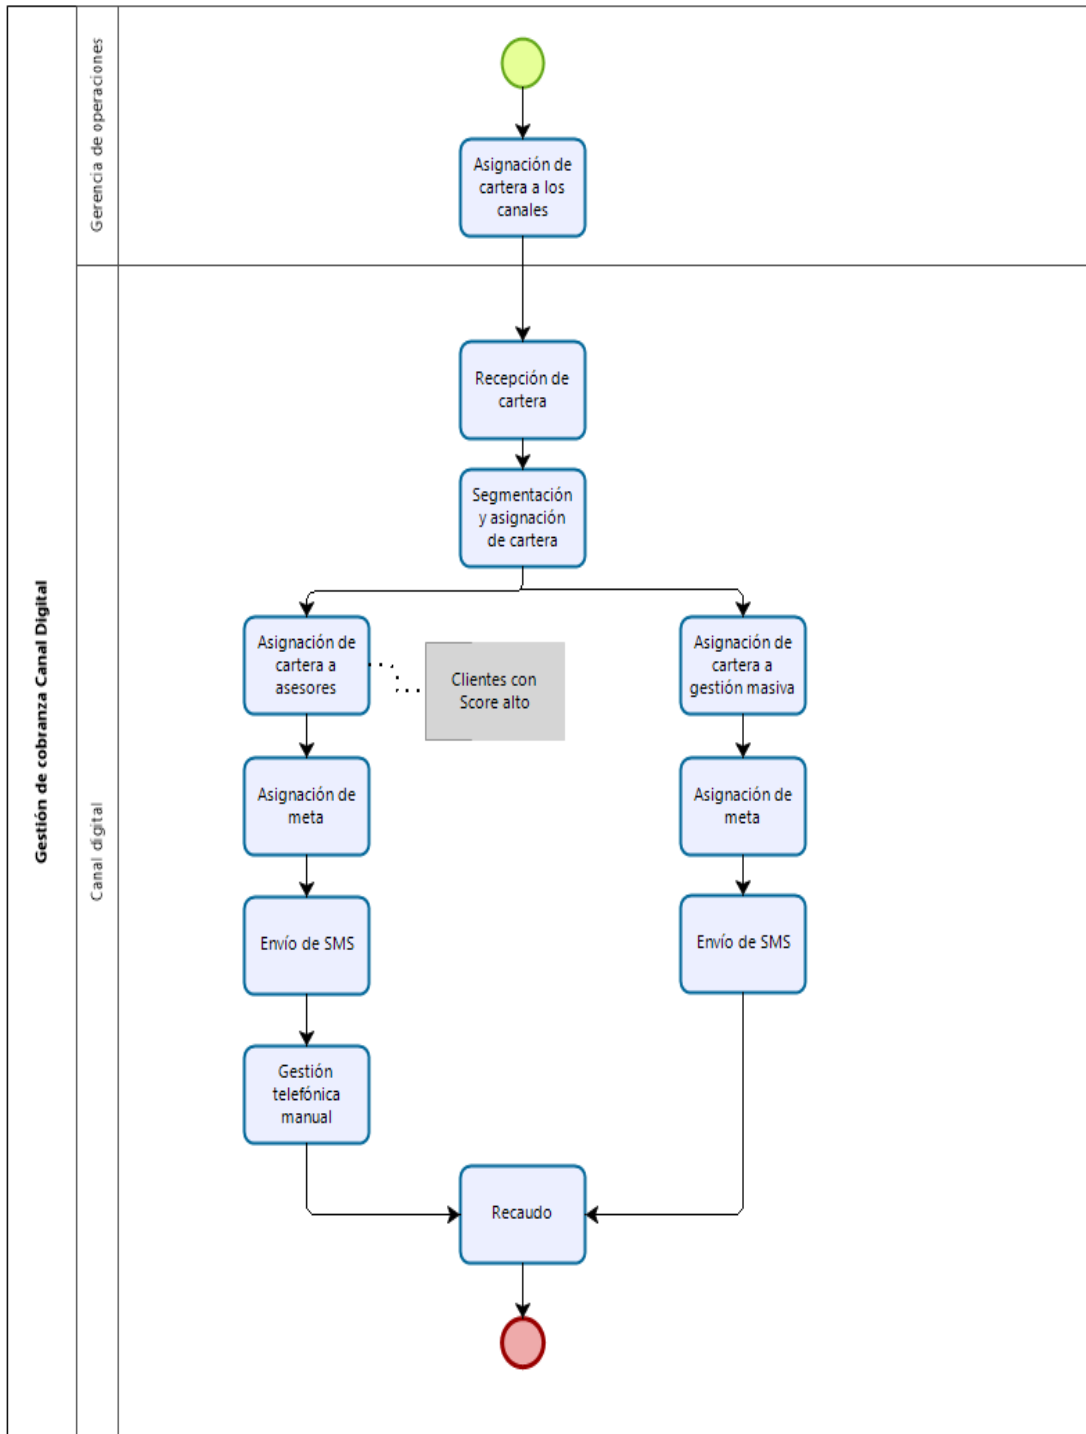 Gestión de cobranza Canal Digital
Gerencia de operaciones
Asignación de
cartera a los
canales
Canal digital
Recepción de
cartera
Segmentación
y asignación
de cartera
Asignación de
cartera a
asesores
Clientes con
Score alto
Asignación de
cartera a
gestión masiva
Asignación de
meta
Asignación de
meta
Envío de SMS
Envío de SMS
Gestión
telefónica
manual
Recaudo